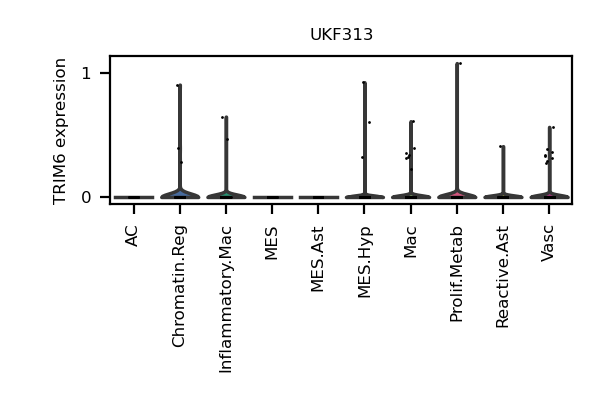 UKF313
TRIM6 expression
1
0
AC
Chromatin.Reg
Inflammatory.Mac
MES
MES.Ast
MES.Hyp
Mac
Prolif.Metab
Reactive.Ast
Vasc